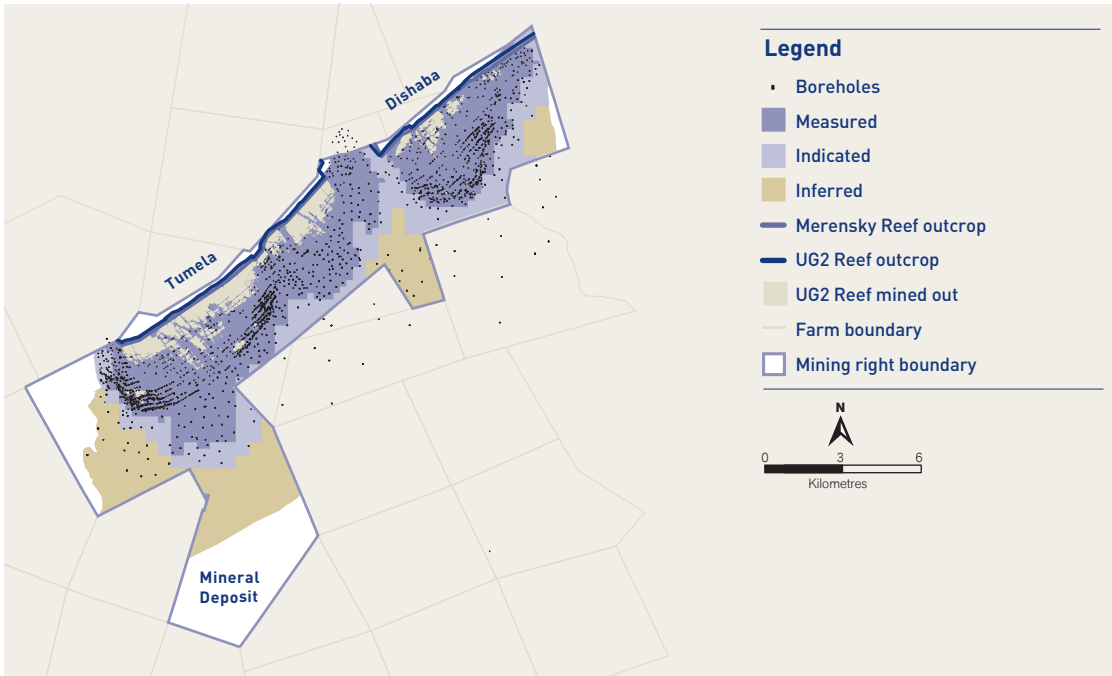 Dishaba
Tumela
Mineral
Deposit
Legend
Boreholes
Measured
Indicated
Inferred
Merensky Reef outcrop
UG2 Reef outcrop
UG2 Reef mined out
Farm boundary
Mining right boundary
N
0 3 6
Kilometres